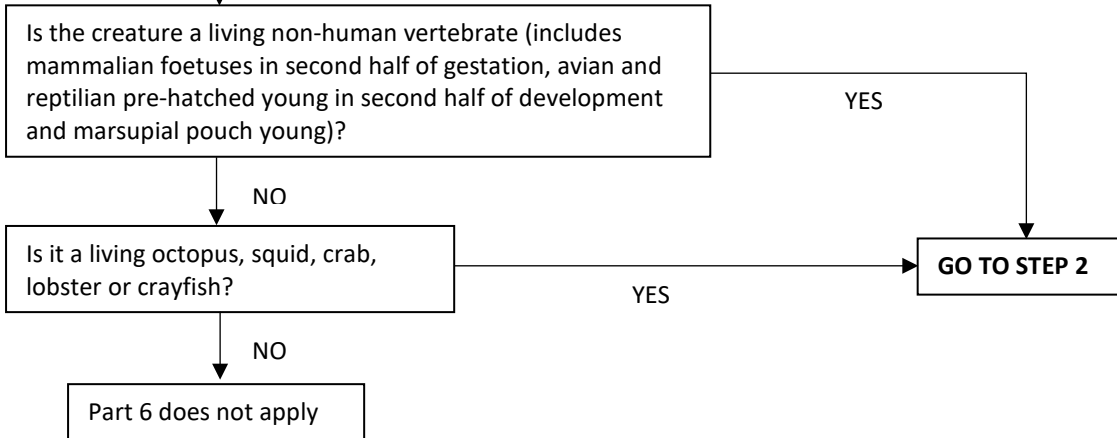 Is the creature a living non-human vertebrate (includes
mammalian foetuses in second half of gestation, avian and
reptilian pre-hatched young in second half of development
and marsupial pouch young)?
YES
NO
Is it a living octopus, squid, crab,
lobster or crayfish?
GO TO STEP 2
YES
NO
Part 6 does not apply